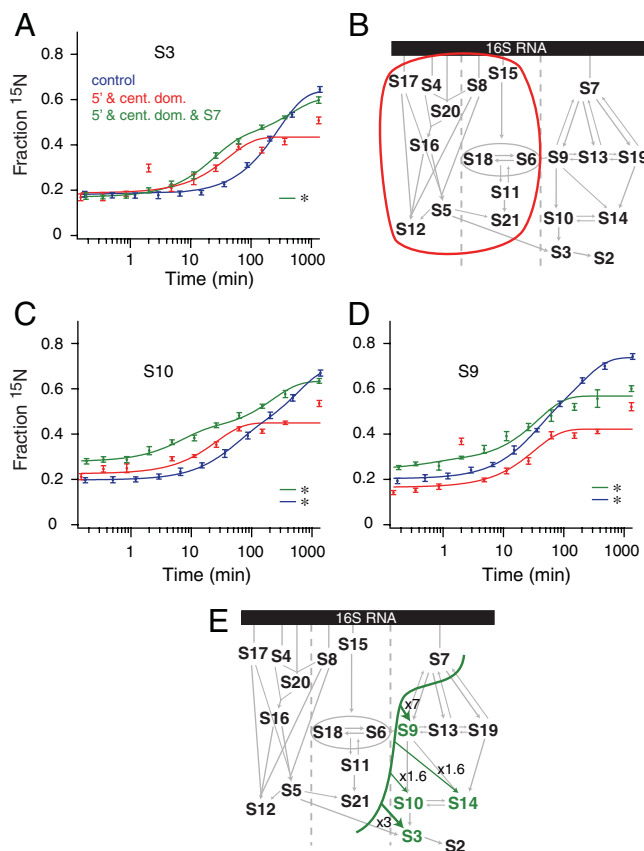 A
S3
control
5' & cent. dom.
5' & cent. dom. & S7
Fraction ¹⁵N
0.8
0.6
0.4
0.2
0
*
1 10 100 1000
Time (min)
B
16S RNA
S17 S4 S8 S15 S7
S20
S16
S18 S6 S9 S13 S19
S11
S5 S21 S10 S14
S12
S3 S2
C
S10
Fraction ¹⁵N
0.8
0.6
0.4
0.2
0
*
*
1 10 100 1000
Time (min)
D
S9
0.8
0.6
0.4
0.2
0
*
*
1 10 100 1000
Time (min)
E
16S RNA
S17 S4 S8 S15 S7
S20
x7
S16
S18 S6 S9 S13 S19
S11
x1.6 x1.6
S5 S21 S10 S14
S12
x3
S3 S2